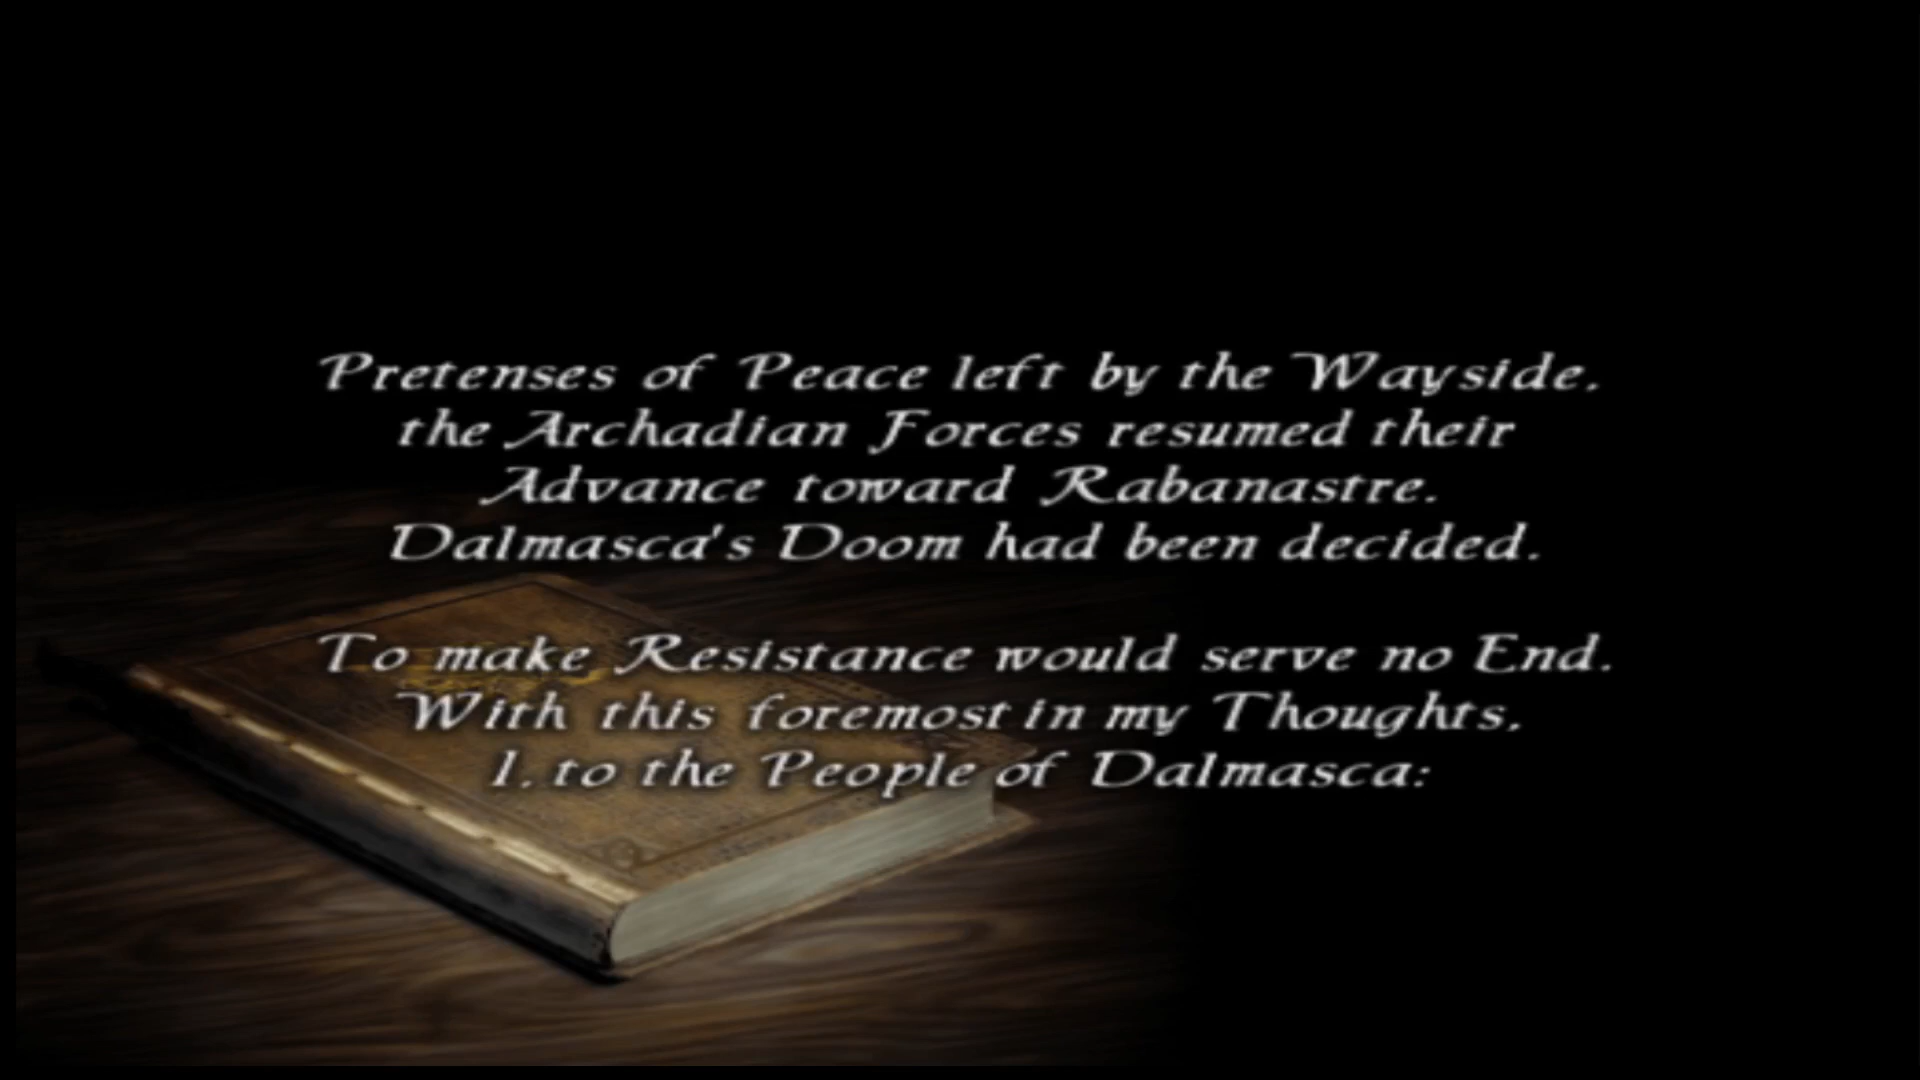 Pretenses of Peace left by the Wayside,
the Archadian Forces resumed their
Advance toward Rabanastre.
Dalmasca's Doom had been decided.
To make Resistance would serve no End.
With this foremost in my Thoughts,
I, to the People of Dalmasca: